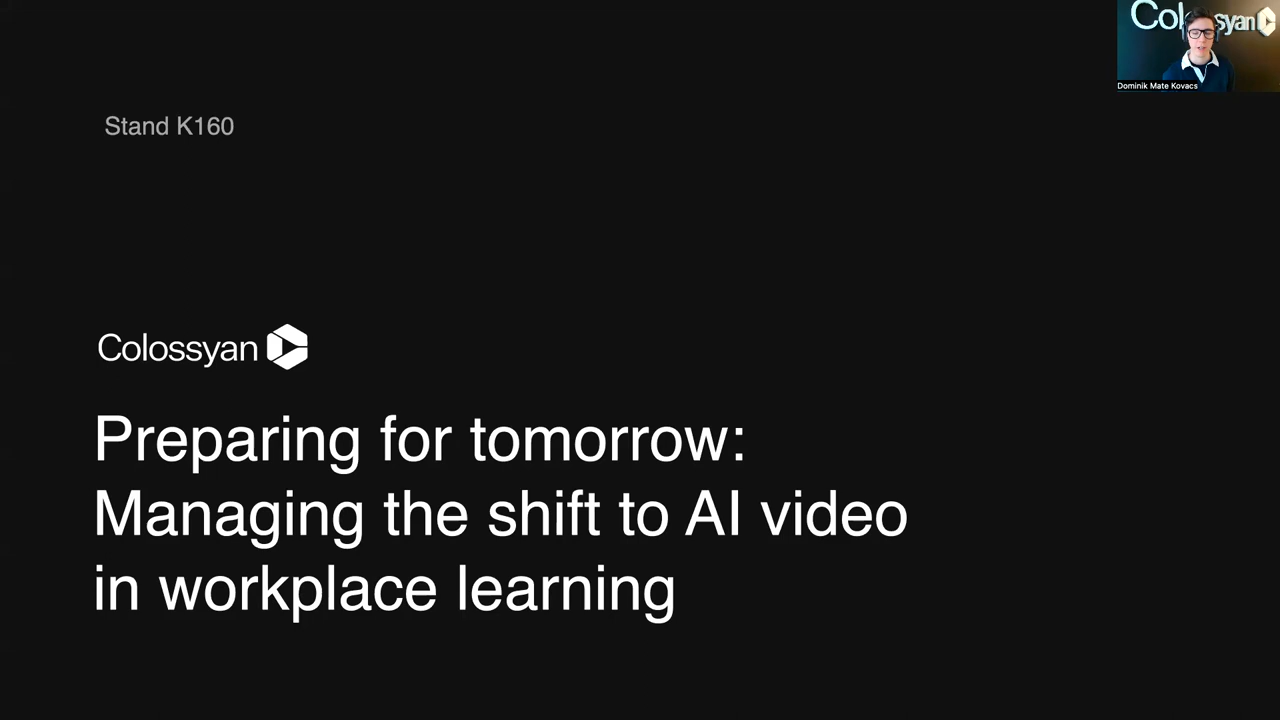 Stand K160
Colossyan
Preparing for tomorrow:
Managing the shift to AI video
in workplace learning
Dominik Mate Kovacs